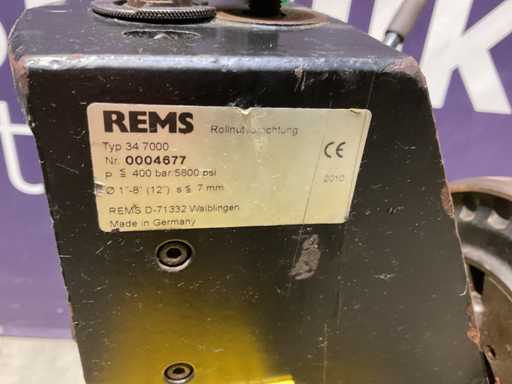 REMS Rollnutvorrichtung
Typ 34 7000
Nr. 0004677
p ≦ 400 bar/5800 psi
Ø 1"-8" (12") s ≦ 7 mm
REMS D-71332 Waiblingen
Made in Germany
CE
2010